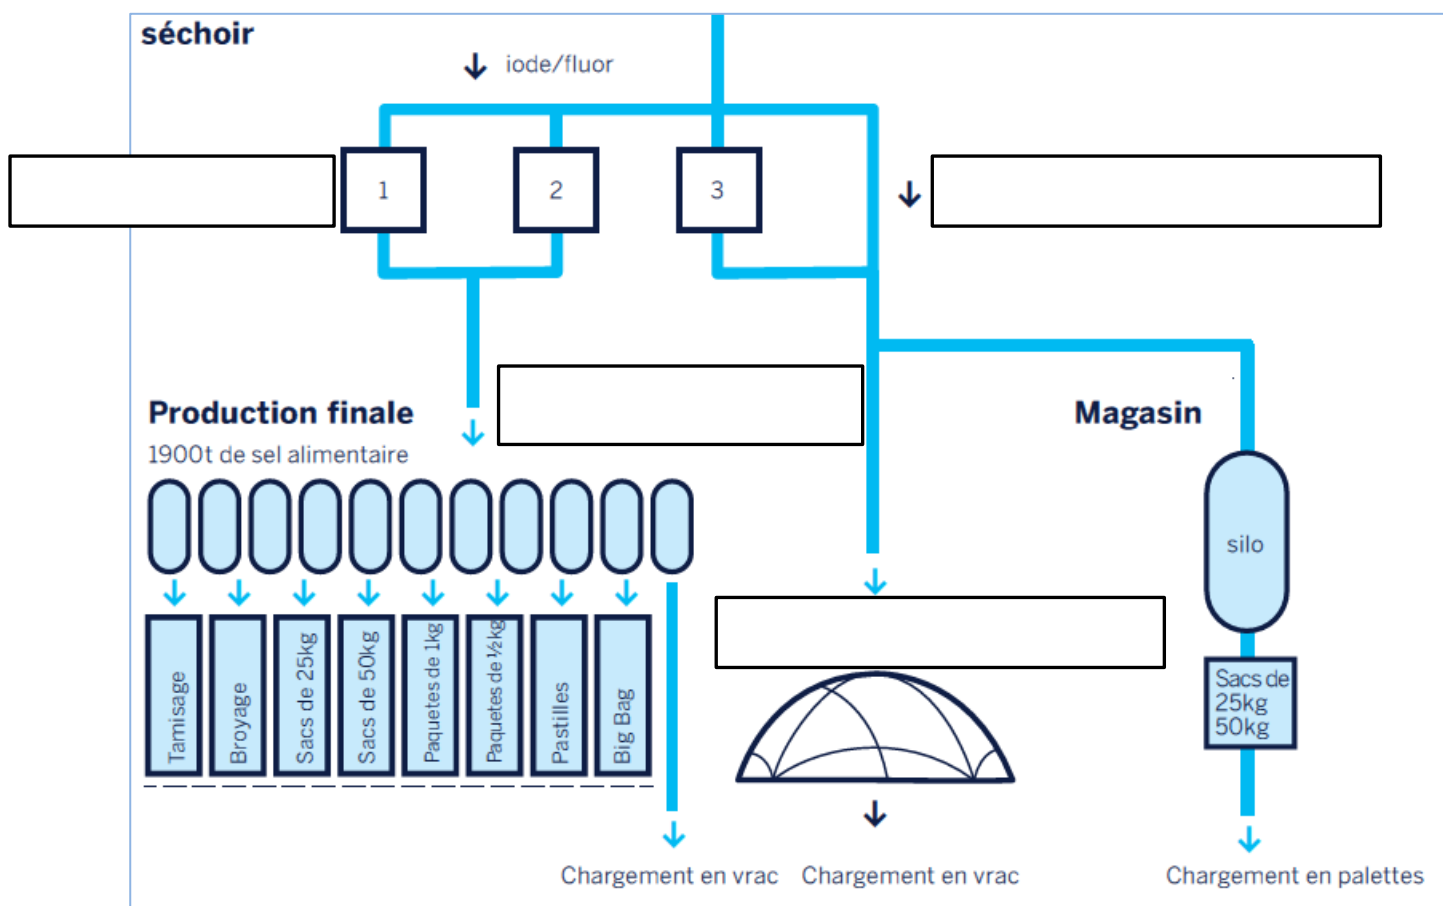 séchoir
iode/fluor
1
2
3
Production finale
1900t de sel alimentaire
Magasin
silo
Tamisage
Broyage
Sacs de 25kg
Sacs de 50kg
Paquetes de 1kg
Paquetes de ½kg
Pastilles
Big Bag
Sacs de
25kg
50kg
Chargement en vrac
Chargement en vrac
Chargement en palettes